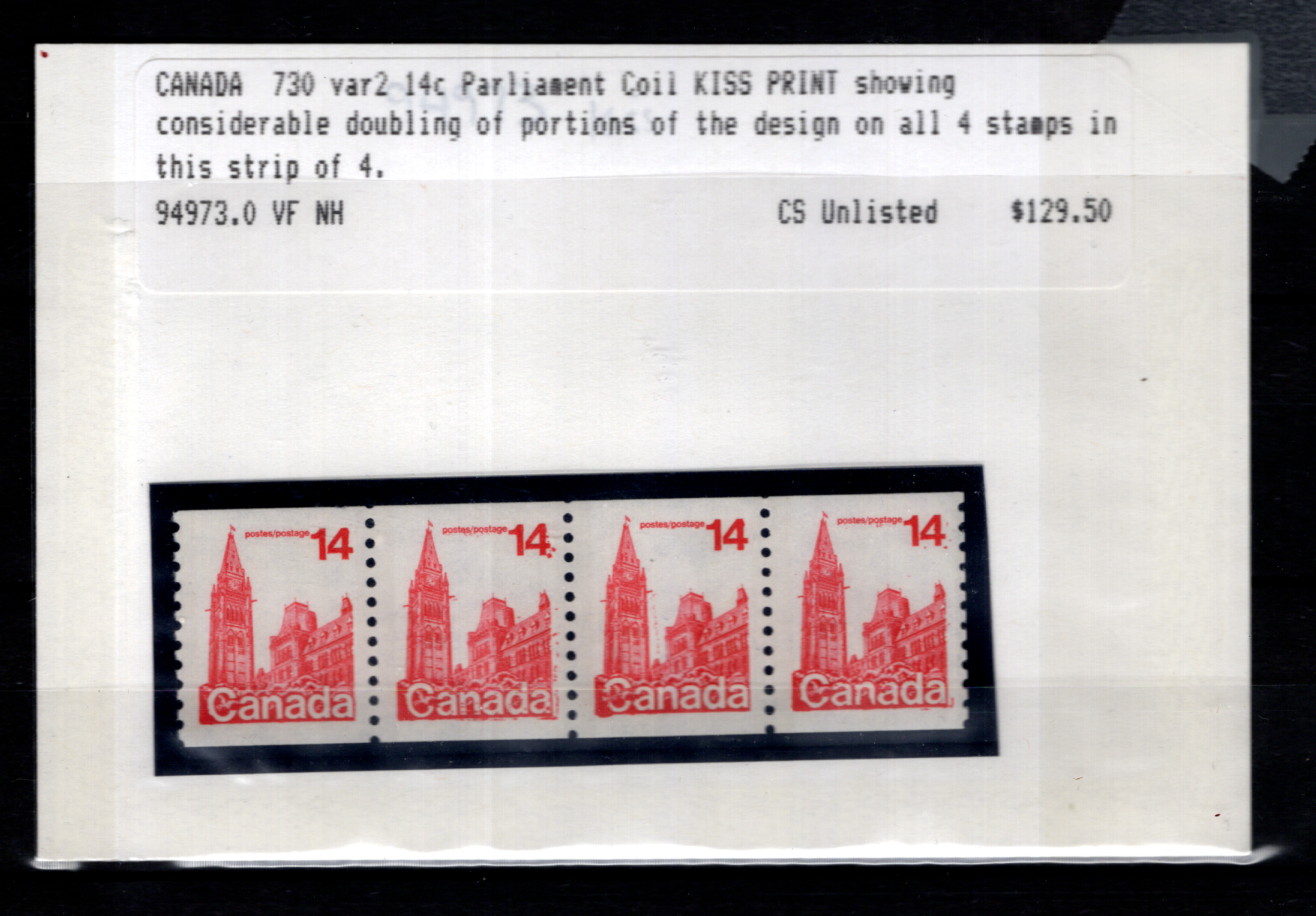 CANADA 730 var2 14c Parliament Coil KISS PRINT showing
considerable doubling of portions of the design on all 4 stamps in
this strip of 4.
94973.0 VF NH CS Unlisted $129.50
postes/postage 14 postes/postage 14 postes/postage 14 postes/postage 14
Canada Canada Canada Canada